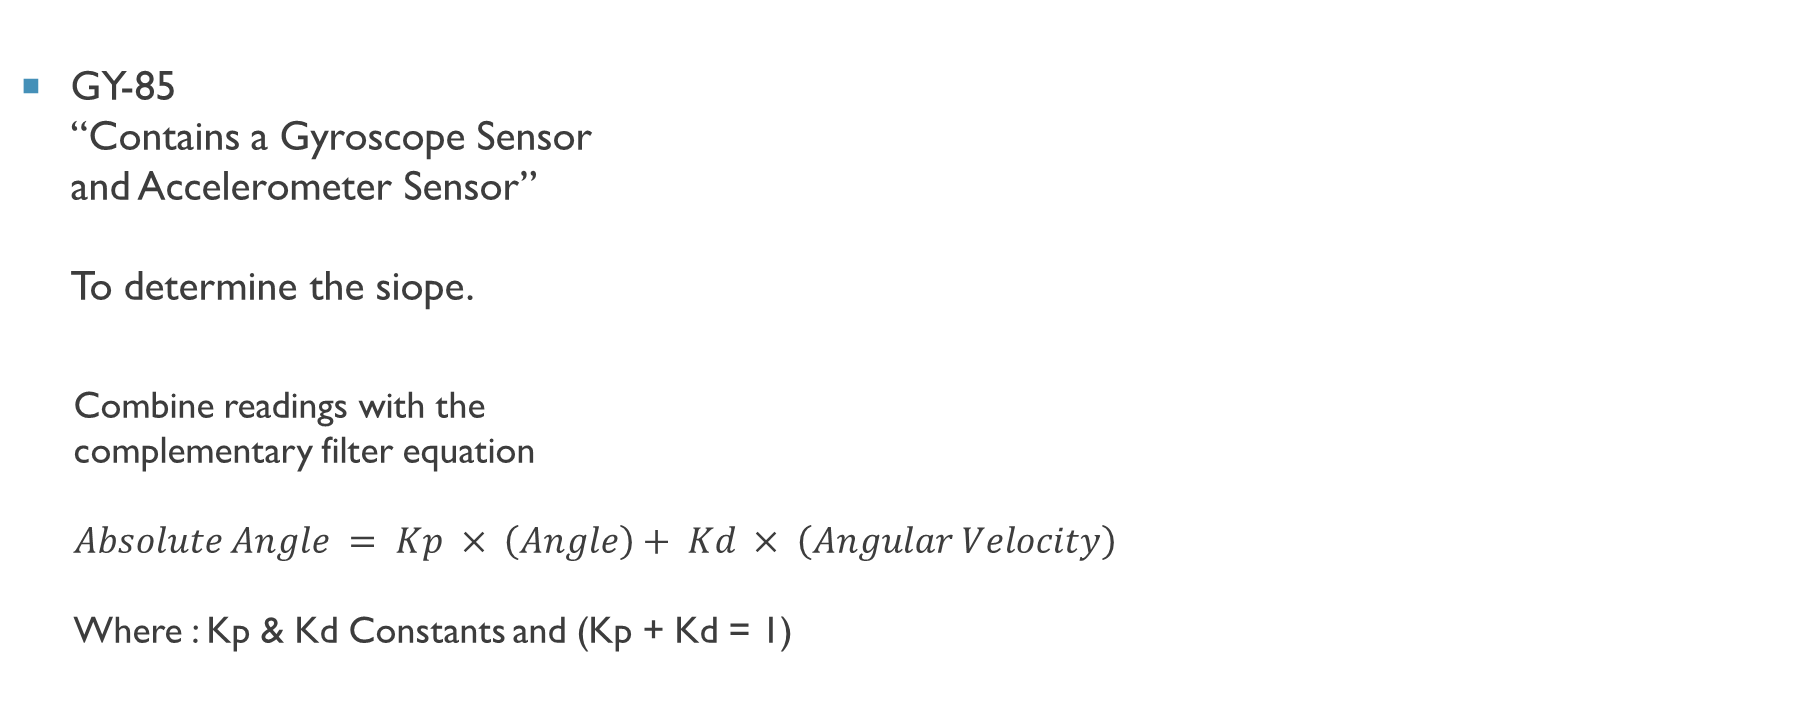 GY-85
“Contains a Gyroscope Sensor
and Accelerometer Sensor”
To determine the siope.
Combine readings with the
complementary filter equation
Absolute Angle = Kp × (Angle) + Kd × (Angular Velocity)
Where : Kp & Kd Constants and (Kp + Kd = 1)